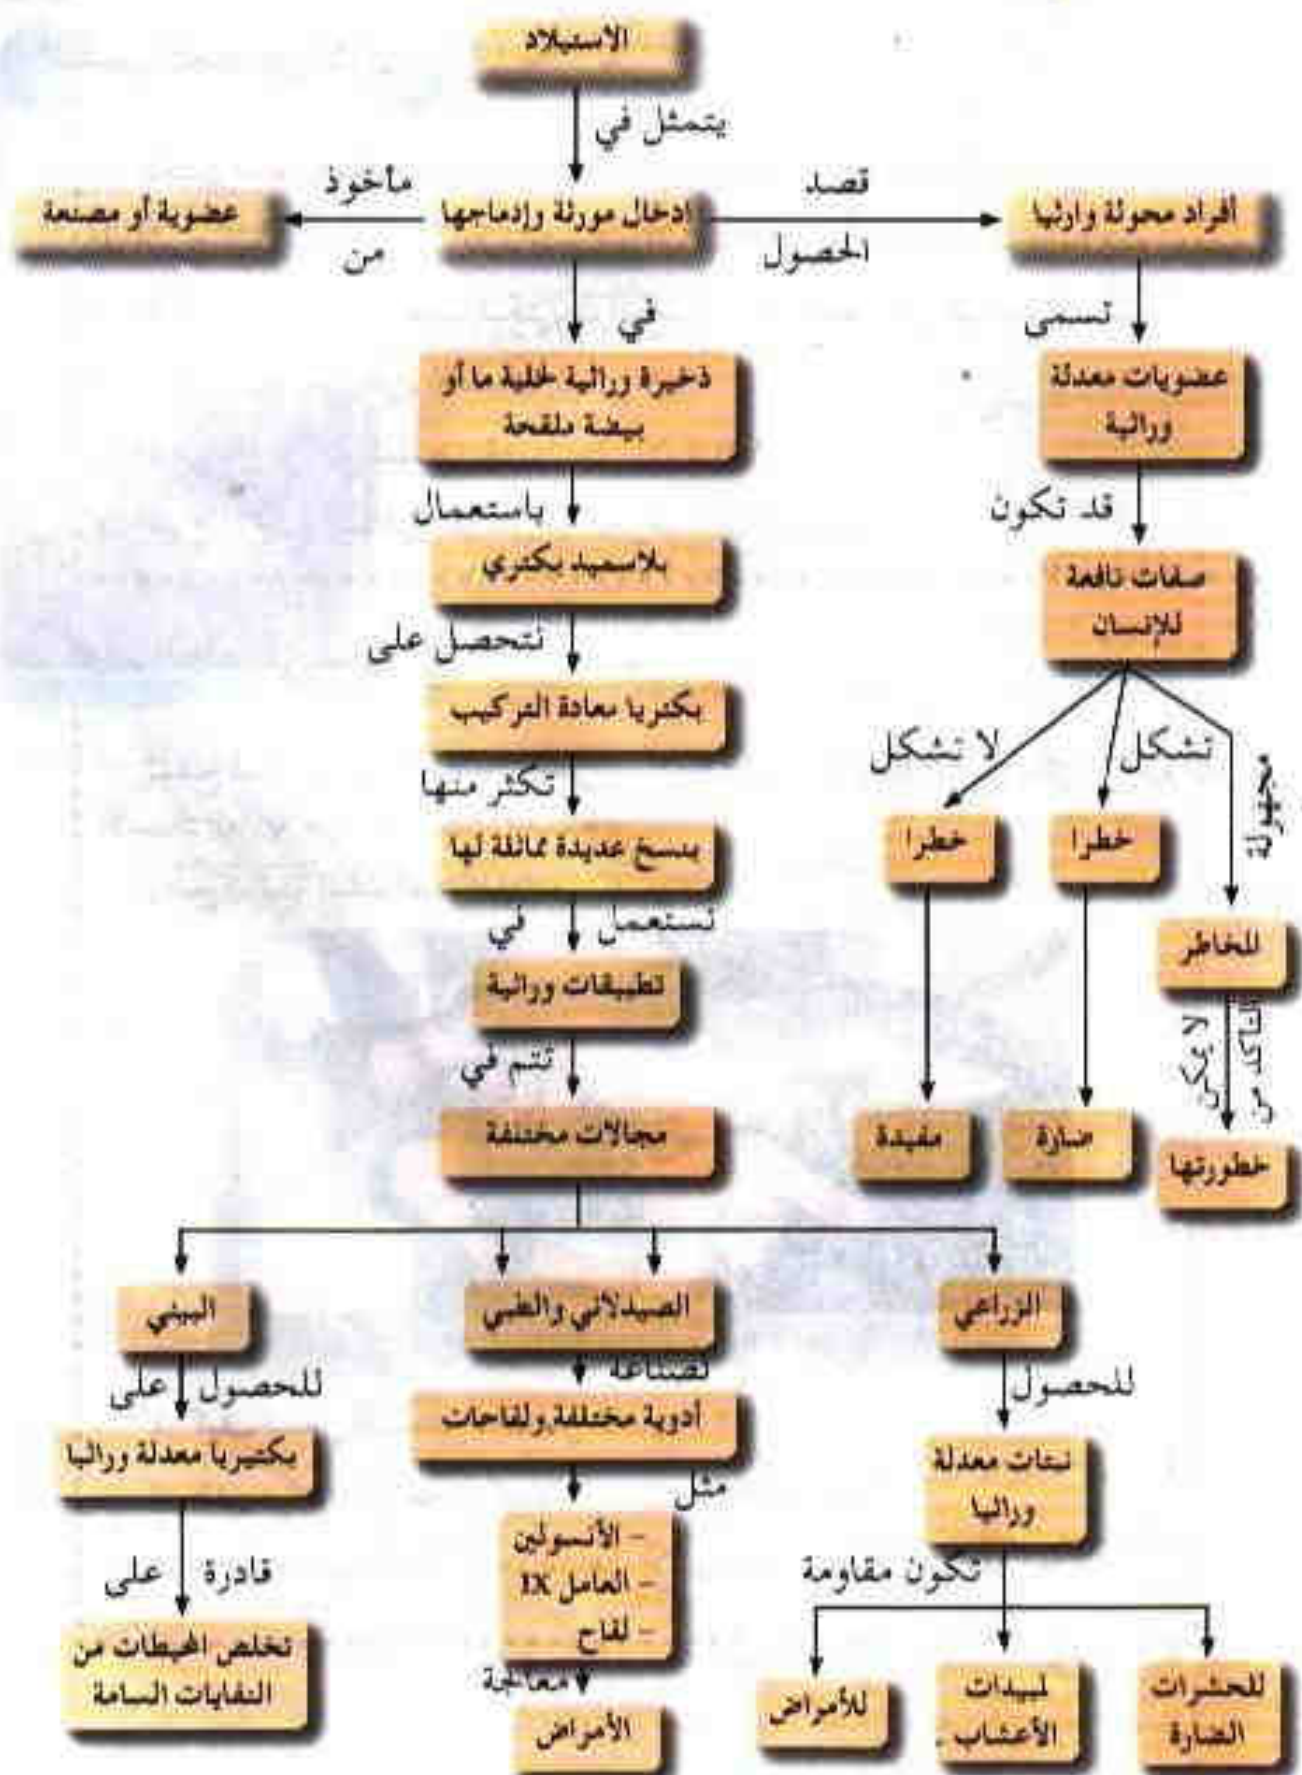 الاستيلاد
يتمثل في
أفراد محولة وارثها
قصد
الحصول
إدخال مورثة وإدماجها
مأخوذ
من
عضوية أو مصنعة
تسمى
في
عضويات معدلة
وراثية
ذخيرة وراثية لخلية ما أو
بيضة ملقحة
قد تكون
باستعمال
صفات نافعة
للإنسان
بلاسميد بكتري
نتحصل على
بكتريا معادة التركيب
مجهولة
تشكل
لا تشكل
تكثر منها
خطرا
خطرا
بنسخ عديدة مماثلة لها
تستعمل في
للخاطر
تطبيقات وراثية
لا يمكن
التأكد من
تتم في
خطورتها
ضارة
مفيدة
مجالات مختلفة
الزراعي
الصيدلاني والطبي
البيئي
للحصول
لصناعة
للحصول على
نبتات معدلة
وراثيا
أدوية مختلفة ولقاحات
بكتيريا معدلة وراثيا
مثل
- الأنسولين
- العامل IX
- لقاح
تكون مقاومة
قادرة على
للحشرات
الضارة
لمبيدات
الأعشاب
للأمراض
معالجة
الأمراض
تخلص المحيطات من
النفايات السامة